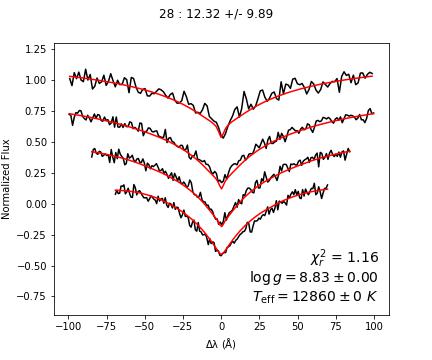 28 : 12.32 +/- 9.89
1.25
1.00
0.75
0.50
0.25
0.00
−0.25
−0.50
−0.75
Normalized Flux
χ²ᵣ = 1.16
log g = 8.83 ± 0.00
T_eff = 12860 ± 0 K
−100 −75 −50 −25 0 25 50 75 100
Δλ (Å)